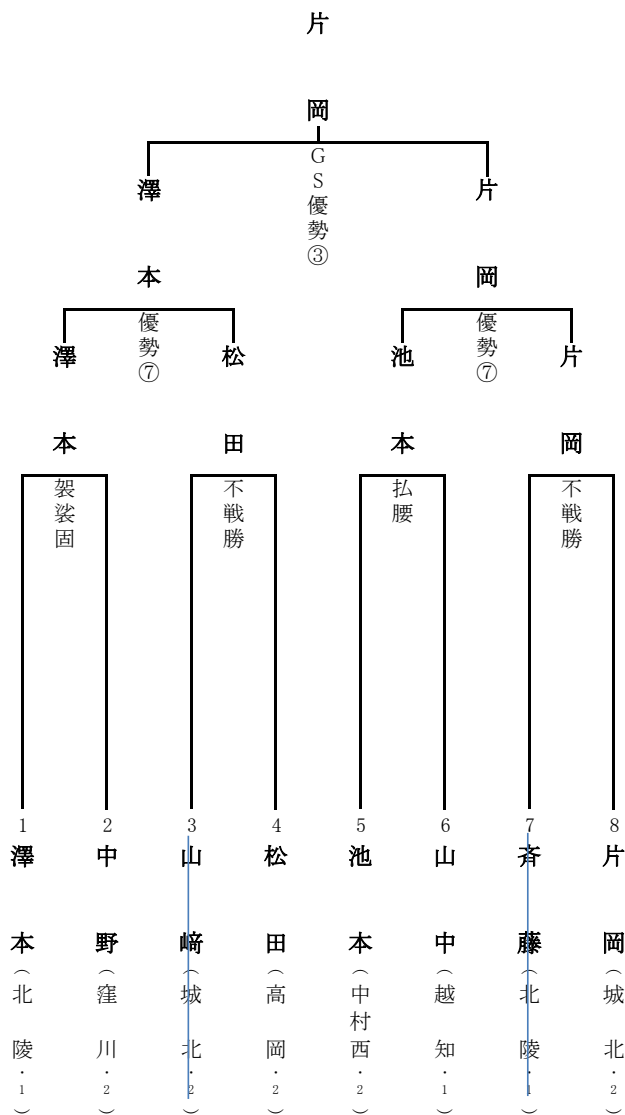 片岡
GS優勢③
澤本
片岡
優勢⑦
優勢⑦
澤本
松田
池本
片岡
袈裟固
不戦勝
払腰
不戦勝
1 澤本(北陵・1)
2 中野(窪川・2)
3 山﨑(城北・2)
4 松田(高岡・2)
5 池本(中村西・2)
6 山中(越知・1)
7 斉藤(北陵・1)
8 片岡(城北・2)